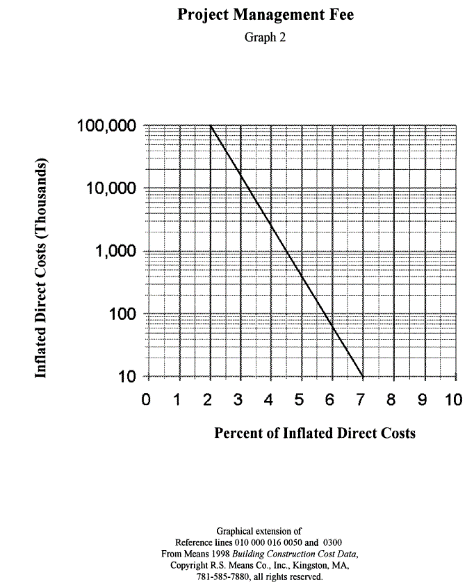 Project Management Fee
Graph 2
Inflated Direct Costs (Thousands)
100,000
10,000
1,000
100
10
0 1 2 3 4 5 6 7 8 9 10
Percent of Inflated Direct Costs
Graphical extension of
Reference lines 010 000 016 0050 and 0300
From Means 1998 Building Construction Cost Data,
Copyright R.S. Means Co., Inc., Kingston, MA,
781-585-7880, all rights reserved.